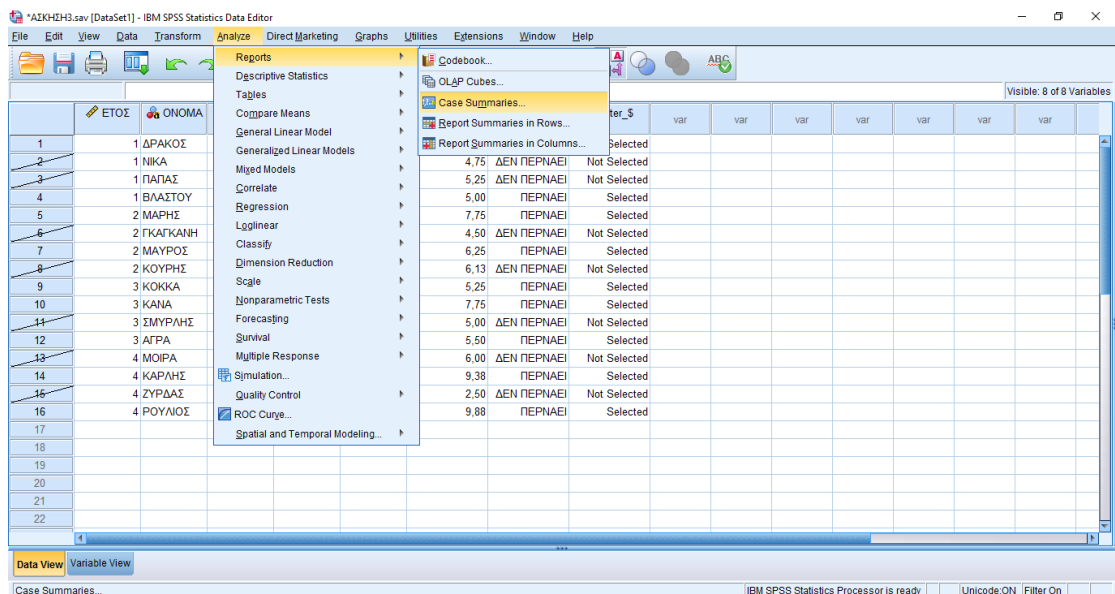 *ΑΣΚΗΣΗ3.sav [DataSet1] - IBM SPSS Statistics Data Editor
File Edit View Data Transform Analyze Direct Marketing Graphs Utilities Extensions Window Help
Visible: 8 of 8 Variables
Reports
Descriptive Statistics
Tables
Compare Means
General Linear Model
Generalized Linear Models
Mixed Models
Correlate
Regression
Loglinear
Classify
Dimension Reduction
Scale
Nonparametric Tests
Forecasting
Survival
Multiple Response
Simulation...
Quality Control
ROC Curve...
Spatial and Temporal Modeling...
Codebook...
OLAP Cubes...
Case Summaries...
Report Summaries in Rows...
Report Summaries in Columns...
ΕΤΟΣ ΟΝΟΜΑ ter_$ var var var var var var
1 1 ΔΡΑΚΟΣ Selected
2 1 ΝΙΚΑ 4,75 ΔΕΝ ΠΕΡΝΑΕΙ Not Selected
3 1 ΠΑΠΑΣ 5,25 ΔΕΝ ΠΕΡΝΑΕΙ Not Selected
4 1 ΒΛΑΣΤΟΥ 5,00 ΠΕΡΝΑΕΙ Selected
5 2 ΜΑΡΗΣ 7,75 ΠΕΡΝΑΕΙ Selected
6 2 ΓΚΑΓΚΑΝΗ 4,50 ΔΕΝ ΠΕΡΝΑΕΙ Not Selected
7 2 ΜΑΥΡΟΣ 6,25 ΠΕΡΝΑΕΙ Selected
8 2 ΚΟΥΡΗΣ 6,13 ΔΕΝ ΠΕΡΝΑΕΙ Not Selected
9 3 ΚΟΚΚΑ 5,25 ΠΕΡΝΑΕΙ Selected
10 3 ΚΑΝΑ 7,75 ΠΕΡΝΑΕΙ Selected
11 3 ΣΜΥΡΛΗΣ 5,00 ΔΕΝ ΠΕΡΝΑΕΙ Not Selected
12 3 ΑΓΡΑ 5,50 ΠΕΡΝΑΕΙ Selected
13 4 ΜΟΙΡΑ 6,00 ΔΕΝ ΠΕΡΝΑΕΙ Not Selected
14 4 ΚΑΡΛΗΣ 9,38 ΠΕΡΝΑΕΙ Selected
15 4 ΖΥΡΔΑΣ 2,50 ΔΕΝ ΠΕΡΝΑΕΙ Not Selected
16 4 ΡΟΥΛΙΟΣ 9,88 ΠΕΡΝΑΕΙ Selected
17
18
19
20
21
22
Data View Variable View
Case Summaries... IBM SPSS Statistics Processor is ready Unicode:ON Filter On